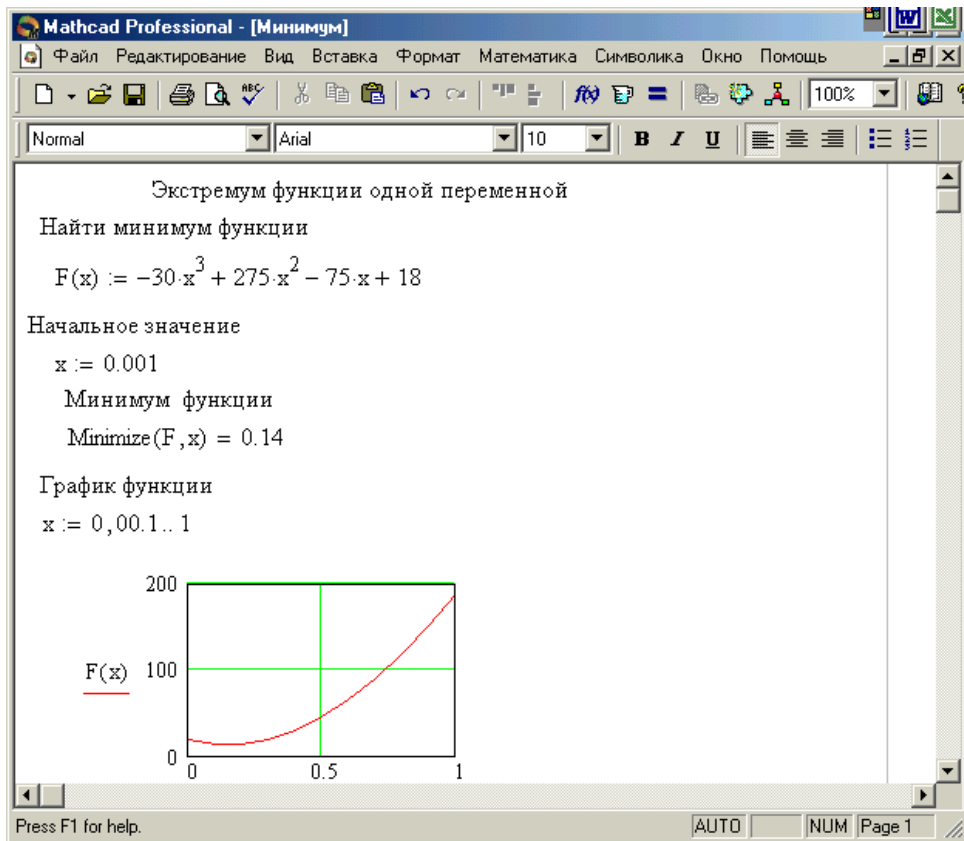 Mathcad Professional - [Минимум]
Файл Редактирование Вид Вставка Формат Математика Символика Окно Помощь
100%
Normal Arial 10 B I U
Экстремум функции одной переменной
Найти минимум функции
F(x) := −30·x³ + 275·x² − 75·x + 18
Начальное значение
x := 0.001
Минимум функции
Minimize(F,x) = 0.14
График функции
x := 0,00.1.. 1
200
F(x) 100
0
0 0.5 1
Press F1 for help. AUTO NUM Page 1